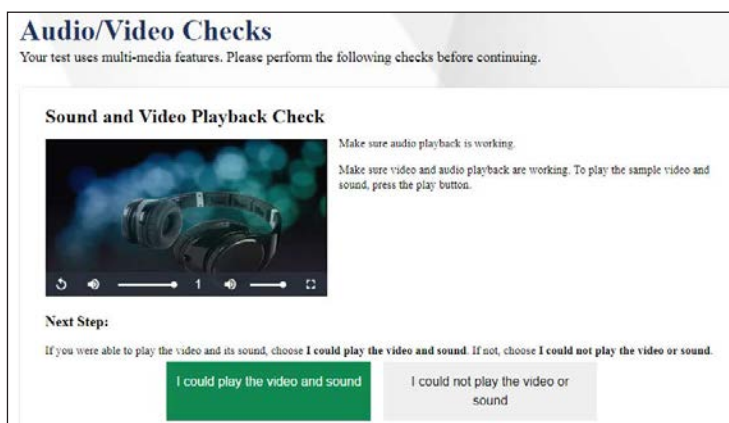 Audio/Video Checks
Your test uses multi-media features. Please perform the following checks before continuing.
Sound and Video Playback Check
Make sure audio playback is working.
Make sure video and audio playback are working. To play the sample video and
sound, press the play button.
1
Next Step:
If you were able to play the video and its sound, choose I could play the video and sound. If not, choose I could not play the video or sound.
I could play the video and sound
I could not play the video or
sound